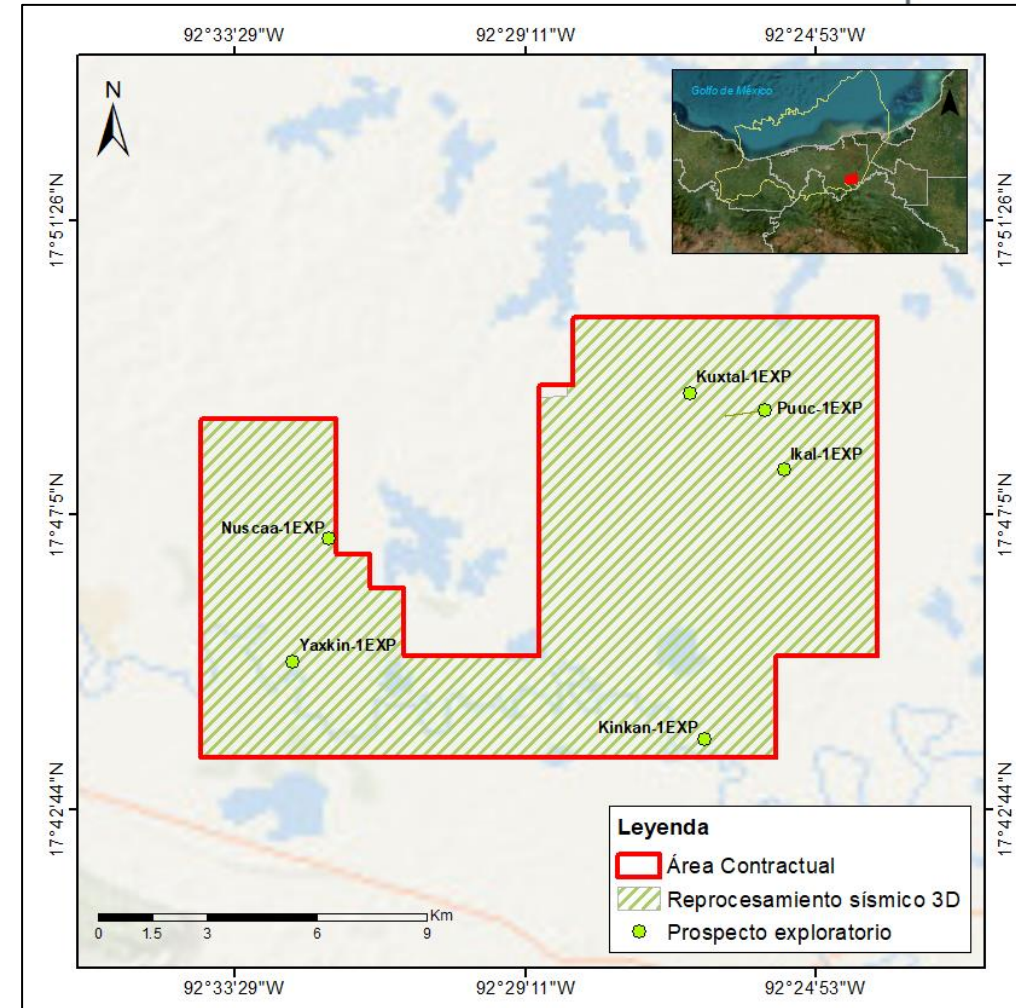 92°33'29"W 92°29'11"W 92°24'53"W
N
Golfo de México
17°51'26"N 17°51'26"N
Kuxtal-1EXP
Puuc-1EXP
Ikal-1EXP
17°47'5"N 17°47'5"N
Nuscaa-1EXP
Yaxkin-1EXP
Kinkan-1EXP
17°42'44"N 17°42'44"N
Leyenda
Área Contractual
Reprocesamiento sísmico 3D
Prospecto exploratorio
Km
0 1.5 3 6 9
92°33'29"W 92°29'11"W 92°24'53"W